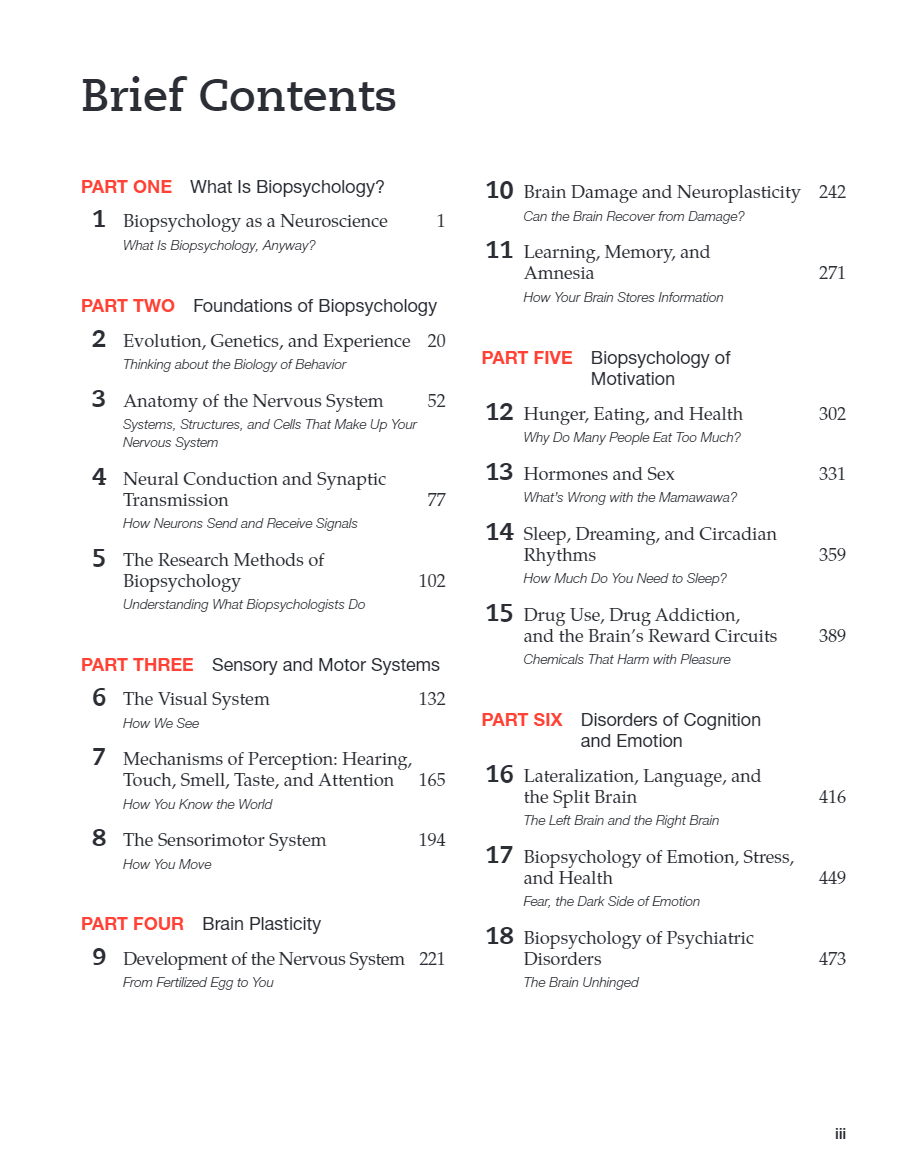 Brief Contents
PART ONE What Is Biopsychology?
1 Biopsychology as a Neuroscience 1
What Is Biopsychology, Anyway?
PART TWO Foundations of Biopsychology
2 Evolution, Genetics, and Experience 20
Thinking about the Biology of Behavior
3 Anatomy of the Nervous System 52
Systems, Structures, and Cells That Make Up Your
Nervous System
4 Neural Conduction and Synaptic
Transmission 77
How Neurons Send and Receive Signals
5 The Research Methods of
Biopsychology 102
Understanding What Biopsychologists Do
PART THREE Sensory and Motor Systems
6 The Visual System 132
How We See
7 Mechanisms of Perception: Hearing,
Touch, Smell, Taste, and Attention 165
How You Know the World
8 The Sensorimotor System 194
How You Move
PART FOUR Brain Plasticity
9 Development of the Nervous System 221
From Fertilized Egg to You
10 Brain Damage and Neuroplasticity 242
Can the Brain Recover from Damage?
11 Learning, Memory, and
Amnesia 271
How Your Brain Stores Information
PART FIVE Biopsychology of
Motivation
12 Hunger, Eating, and Health 302
Why Do Many People Eat Too Much?
13 Hormones and Sex 331
What's Wrong with the Mamawawa?
14 Sleep, Dreaming, and Circadian
Rhythms 359
How Much Do You Need to Sleep?
15 Drug Use, Drug Addiction,
and the Brain's Reward Circuits 389
Chemicals That Harm with Pleasure
PART SIX Disorders of Cognition
and Emotion
16 Lateralization, Language, and
the Split Brain 416
The Left Brain and the Right Brain
17 Biopsychology of Emotion, Stress,
and Health 449
Fear, the Dark Side of Emotion
18 Biopsychology of Psychiatric
Disorders 473
The Brain Unhinged
iii